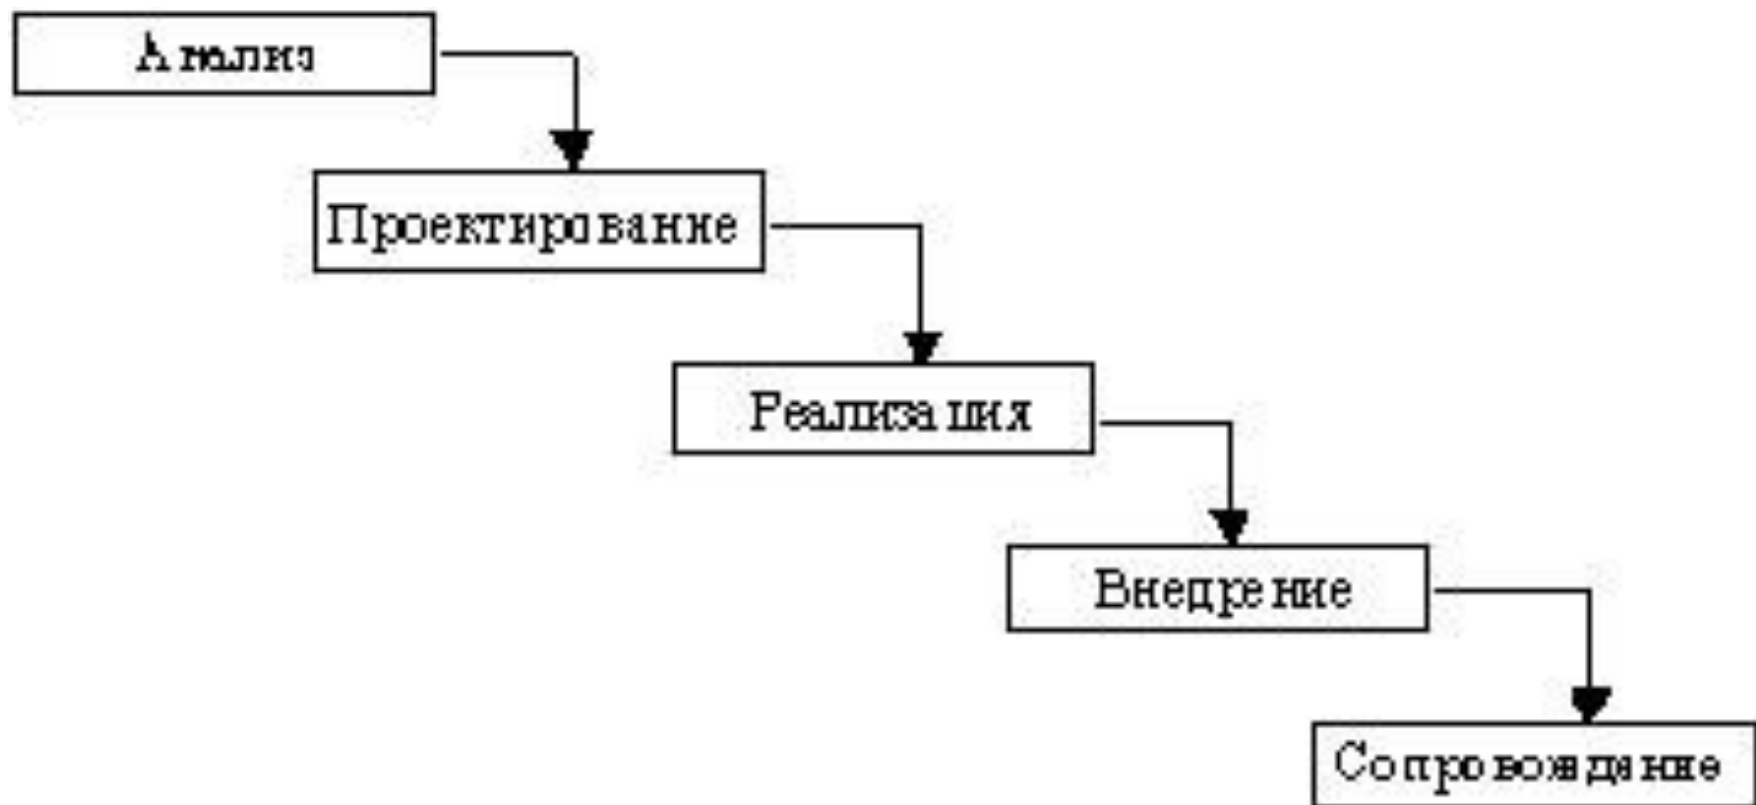 Анализ
Проектирование
Реализация
Внедрение
Сопровождение